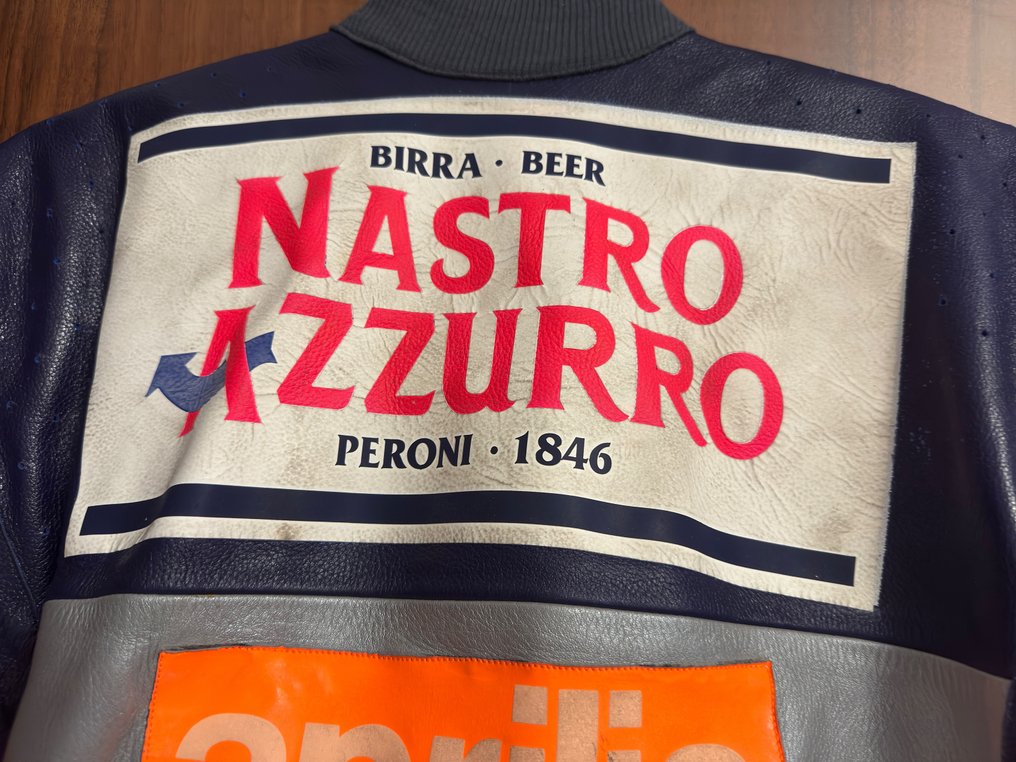 BIRRA · BEER
NASTRO
AZZURRO
PERONI · 1846
aprilia